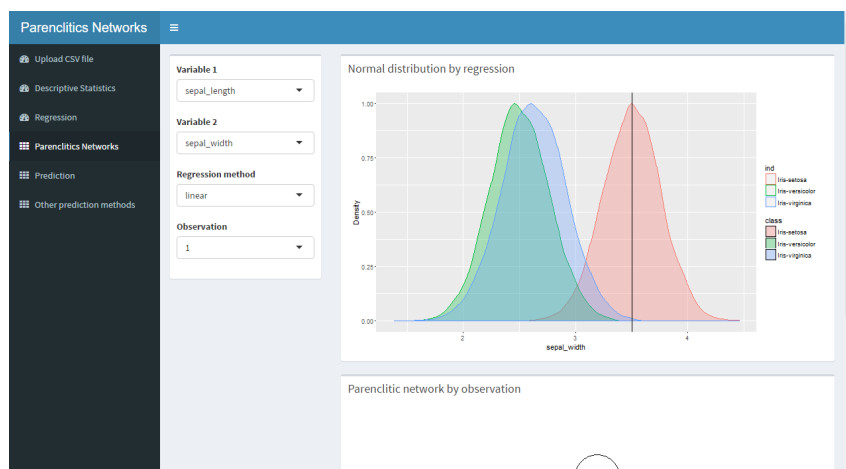 Parenclitics Networks
Upload CSV file
Descriptive Statistics
Regression
Parenclitics Networks
Prediction
Other prediction methods
Variable 1
sepal_length
Variable 2
sepal_width
Regression method
linear
Observation
1
Normal distribution by regression
1.00
0.75
0.50
0.25
0.00
Density
2
3
4
sepal_width
ind
Iris-setosa
Iris-versicolor
Iris-virginica
class
Iris-setosa
Iris-versicolor
Iris-virginica
Parenclitic network by observation